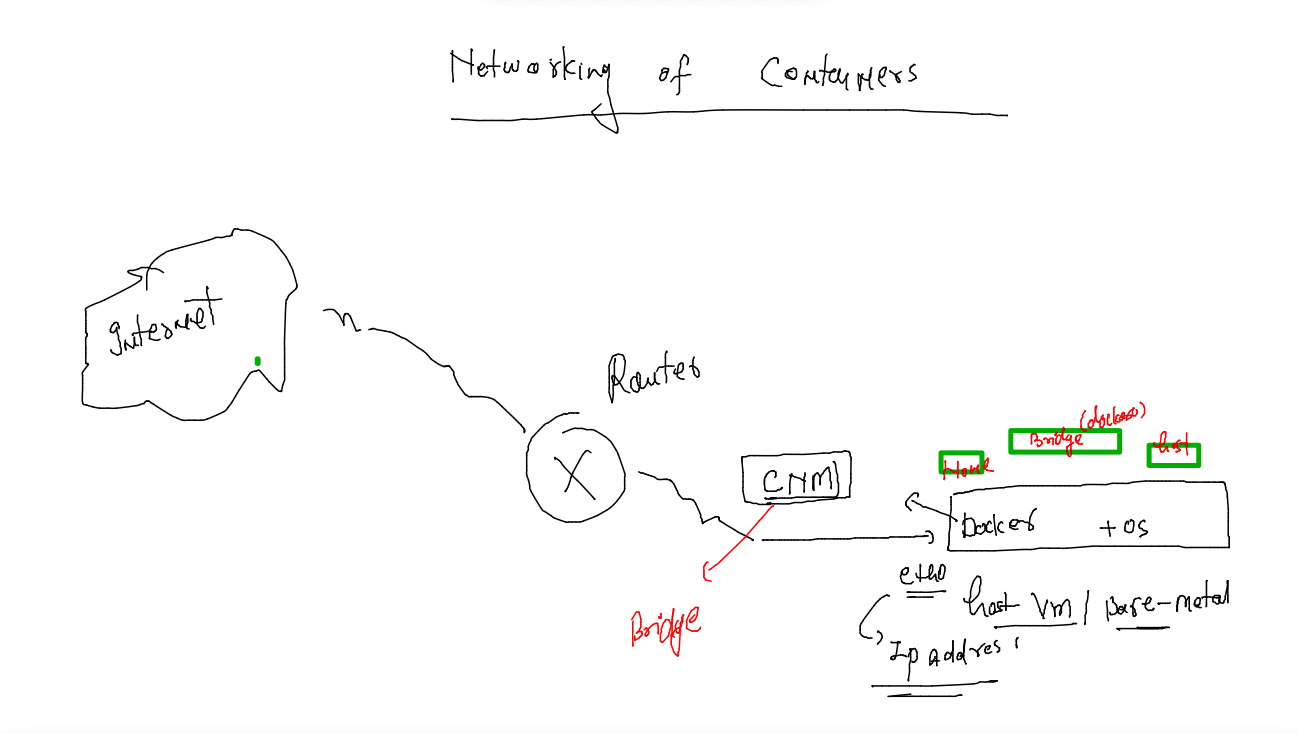 Networking of Containers
Internet
Router
CNM
(docker)
Bridge
host
None
Docker + OS
eth0
host VM / Bare-metal
Bridge
Ip address